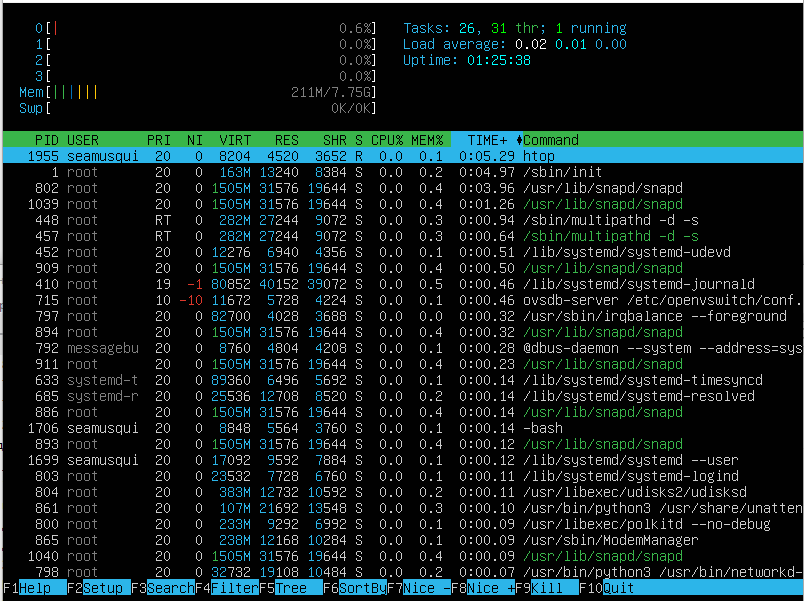 0[| 0.6%] Tasks: 26, 31 thr; 1 running
1[ 0.0%] Load average: 0.02 0.01 0.00
2[ 0.0%] Uptime: 01:25:38
3[ 0.0%]
Mem[|||||| 211M/7.75G]
Swp[ 0K/0K]
PID USER PRI NI VIRT RES SHR S CPU% MEM% TIME+ Command
1955 seamusqui 20 0 8204 4520 3652 R 0.0 0.1 0:05.29 htop
1 root 20 0 163M 13240 8384 S 0.0 0.2 0:04.97 /sbin/init
802 root 20 0 1505M 31576 19644 S 0.0 0.4 0:03.96 /usr/lib/snapd/snapd
1039 root 20 0 1505M 31576 19644 S 0.0 0.4 0:01.26 /usr/lib/snapd/snapd
448 root RT 0 282M 27244 9072 S 0.0 0.3 0:00.94 /sbin/multipathd -d -s
457 root RT 0 282M 27244 9072 S 0.0 0.3 0:00.64 /sbin/multipathd -d -s
452 root 20 0 12276 6940 4356 S 0.0 0.1 0:00.51 /lib/systemd/systemd-udevd
909 root 20 0 1505M 31576 19644 S 0.0 0.4 0:00.50 /usr/lib/snapd/snapd
410 root 19 -1 80852 40152 39072 S 0.0 0.5 0:00.46 /lib/systemd/systemd-journald
715 root 10 -10 11672 5728 4224 S 0.0 0.1 0:00.46 ovsdb-server /etc/openvswitch/conf.
797 root 20 0 82700 4028 3688 S 0.0 0.0 0:00.32 /usr/sbin/irqbalance --foreground
894 root 20 0 1505M 31576 19644 S 0.0 0.4 0:00.32 /usr/lib/snapd/snapd
792 messagebu 20 0 8760 4804 4208 S 0.0 0.1 0:00.28 @dbus-daemon --system --address=sys
911 root 20 0 1505M 31576 19644 S 0.0 0.4 0:00.23 /usr/lib/snapd/snapd
633 systemd-t 20 0 89360 6496 5692 S 0.0 0.1 0:00.14 /lib/systemd/systemd-timesyncd
685 systemd-r 20 0 25536 12708 8520 S 0.0 0.2 0:00.14 /lib/systemd/systemd-resolved
886 root 20 0 1505M 31576 19644 S 0.0 0.4 0:00.14 /usr/lib/snapd/snapd
1706 seamusqui 20 0 8848 5564 3760 S 0.0 0.1 0:00.14 -bash
893 root 20 0 1505M 31576 19644 S 0.0 0.4 0:00.12 /usr/lib/snapd/snapd
1699 seamusqui 20 0 17092 9592 7884 S 0.0 0.1 0:00.12 /lib/systemd/systemd --user
803 root 20 0 23532 7728 6760 S 0.0 0.1 0:00.11 /lib/systemd/systemd-logind
804 root 20 0 383M 12732 10592 S 0.0 0.2 0:00.11 /usr/libexec/udisks2/udisksd
861 root 20 0 107M 21692 13548 S 0.0 0.3 0:00.10 /usr/bin/python3 /usr/share/unatten
800 root 20 0 233M 9292 6992 S 0.0 0.1 0:00.09 /usr/libexec/polkitd --no-debug
865 root 20 0 238M 12168 10284 S 0.0 0.1 0:00.09 /usr/sbin/ModemManager
1040 root 20 0 1505M 31576 19644 S 0.0 0.4 0:00.09 /usr/lib/snapd/snapd
798 root 20 0 32732 19108 10484 S 0.0 0.2 0:00.07 /usr/bin/python3 /usr/bin/networkd-
F1Help F2Setup F3SearchF4FilterF5Tree F6SortByF7Nice -F8Nice +F9Kill F10Quit